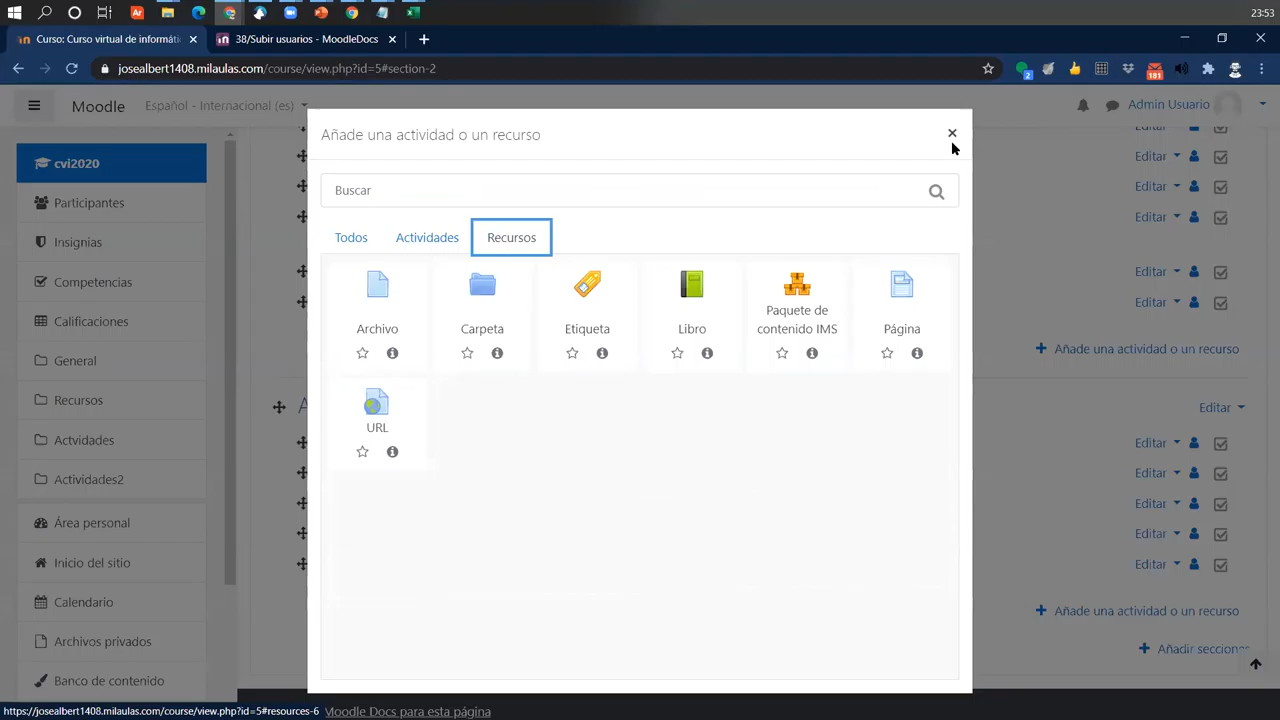 23:53
Curso: Curso virtual de informáti
38/Subir usuarios - MoodleDocs
josealbert1408.milaulas.com/course/view.php?id=5#section-2
2
181
Moodle
Español - Internacional (es)
Admin Usuario
Añade una actividad o un recurso
Buscar
Todos
Actividades
Recursos
Archivo
Carpeta
Etiqueta
Libro
Paquete de
contenido IMS
Página
URL
cvi2020
Participantes
Insignias
Competencias
Calificaciones
General
Recursos
Actvidades
Actividades2
Área personal
Inicio del sitio
Calendario
Archivos privados
Banco de contenido
Editar
Editar
Editar
Editar
Editar
Editar
Añade una actividad o un recurso
A
Editar
Editar
Editar
Editar
Editar
Editar
Añade una actividad o un recurso
Añadir secciones
https://josealbert1408.milaulas.com/course/view.php?id=5#resources-6
Moodle Docs para esta página